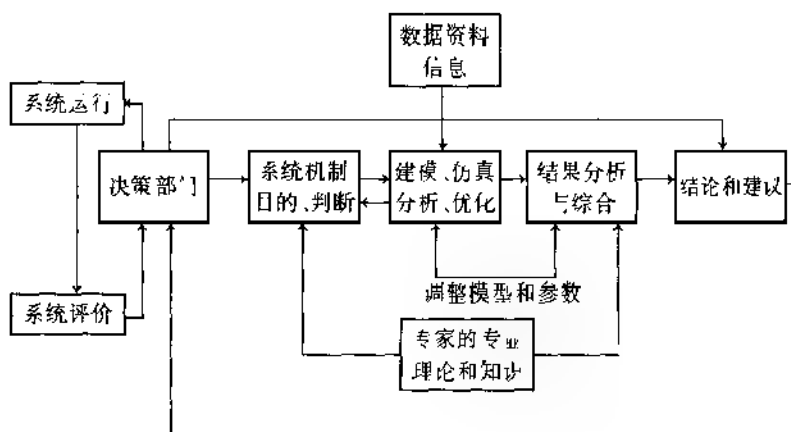 数据资料
信息
系统运行
决策部门
系统机制
目的、判断
建模、仿真
分析、优化
结果分析
与综合
结论和建议
调整模型和参数
系统评价
专家的专业
理论和知识